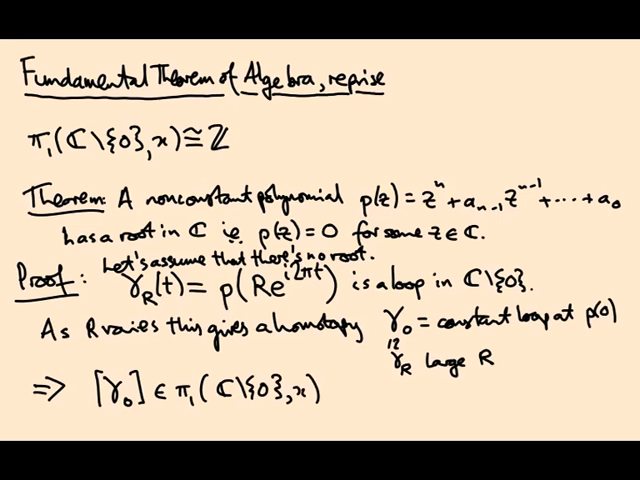 Fundamental Theorem of Algebra, reprise
π₁(ℂ\{0}, x) ≅ ℤ
Theorem: A nonconstant polynomial p(z) = zⁿ + aₙ₋₁ zⁿ⁻¹ + ... + a₀
has a root in ℂ i.e. p(z) = 0 for some z ∈ ℂ.
Let's assume that there's no root.
Proof: γ_R(t) = p(Re^{i2πt}) is a loop in ℂ\{0}.
As R varies this gives a homotopy γ₀ = constant loop at p(0)
≃
γ_R large R
⇒ [γ₀] ∈ π₁(ℂ\{0}, x)